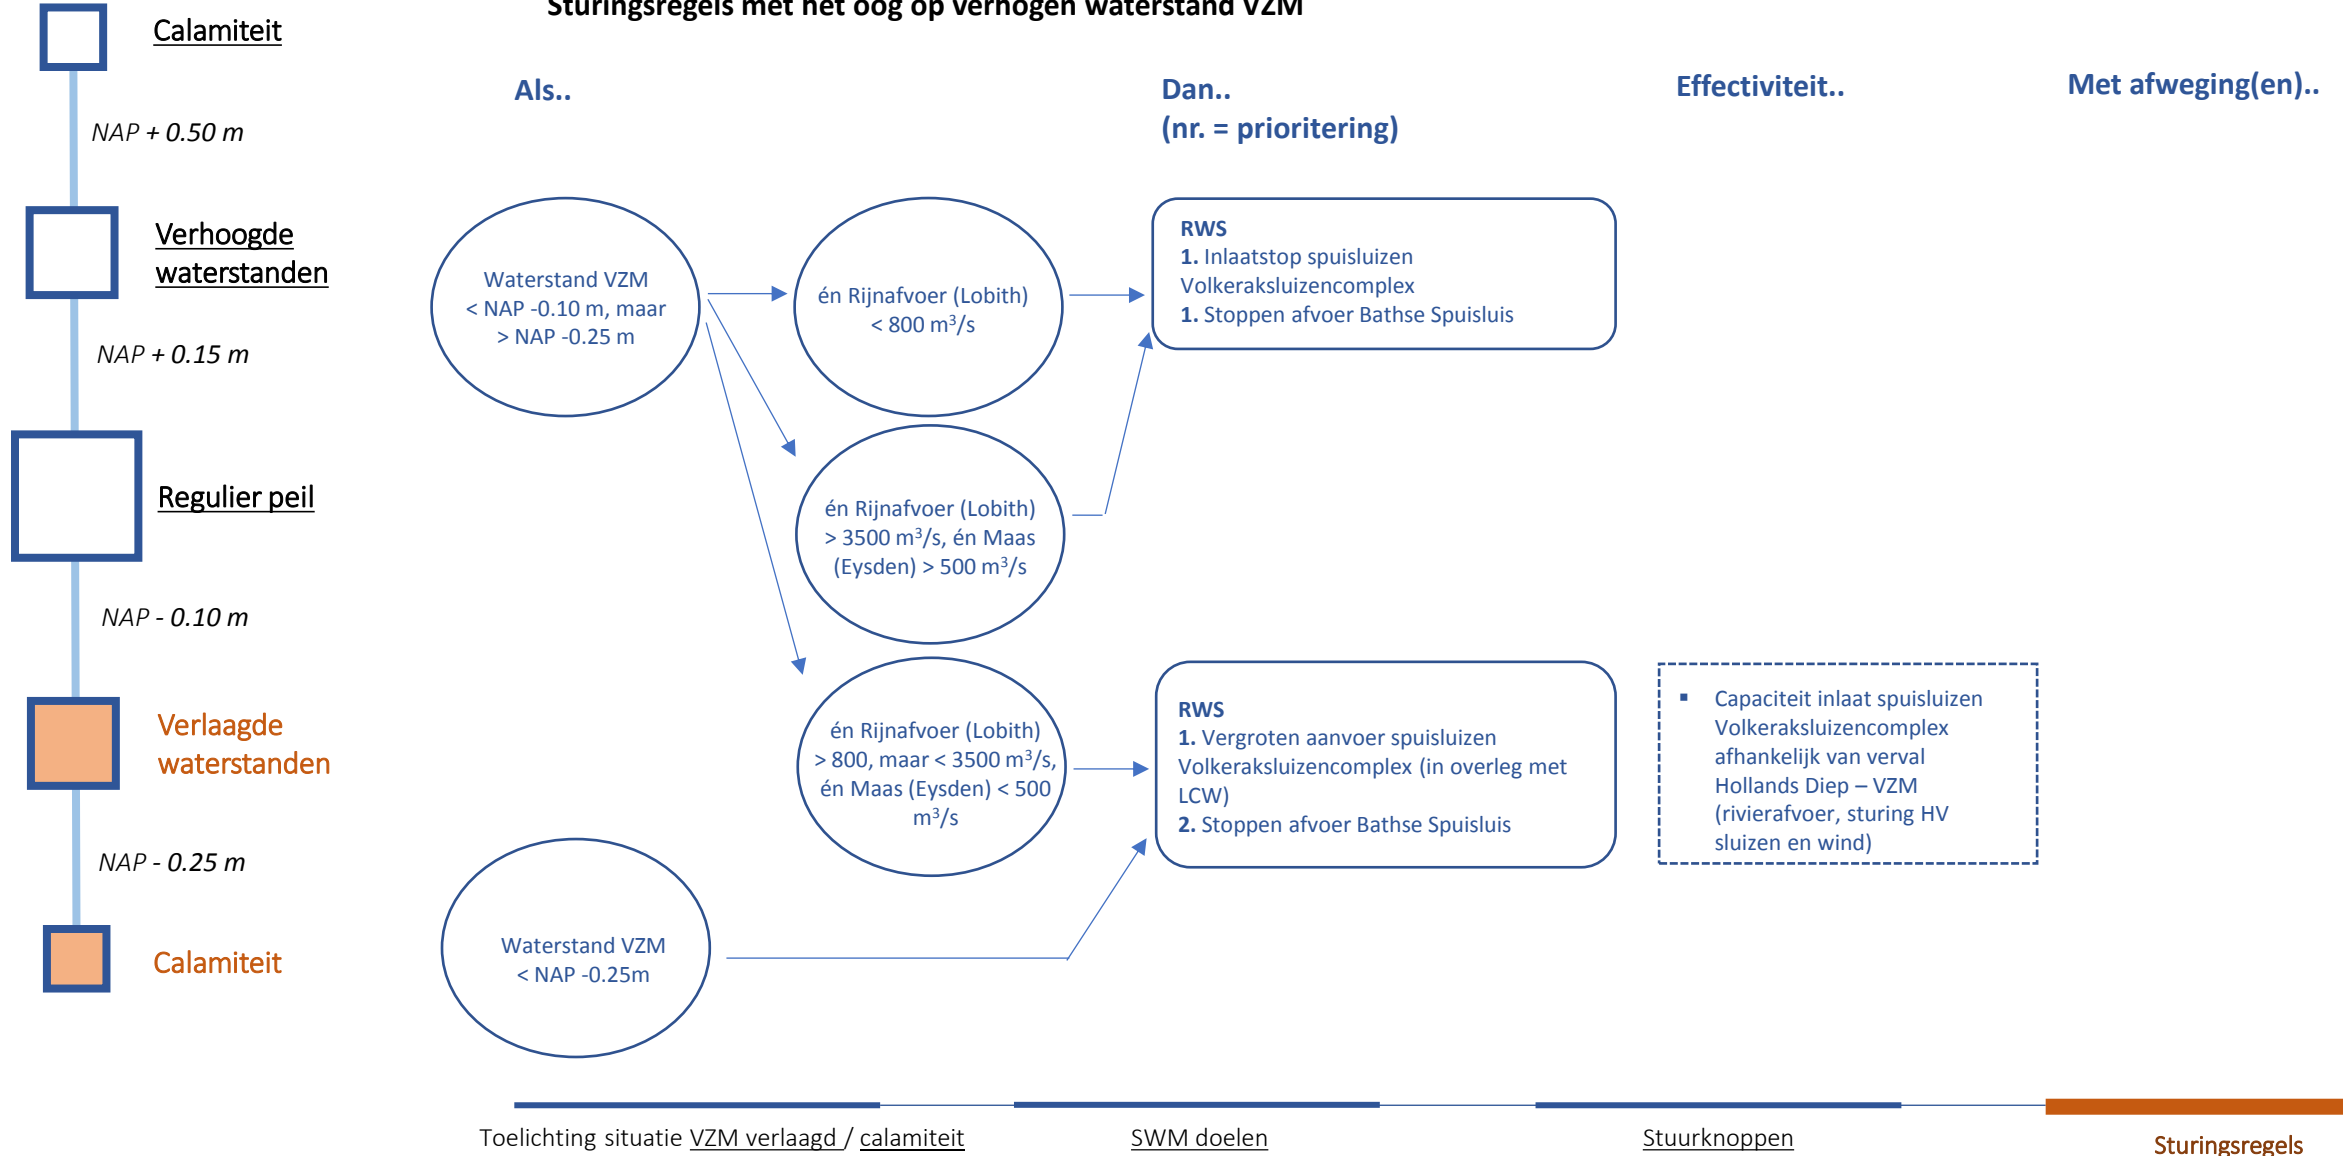 Sturingsregels met het oog op verhogen waterstand VZM
Calamiteit
NAP + 0.50 m
Verhoogde
waterstanden
NAP + 0.15 m
Regulier peil
NAP - 0.10 m
Verlaagde
waterstanden
NAP - 0.25 m
Calamiteit
Als..
Dan..
(nr. = prioritering)
Effectiviteit..
Met afweging(en)..
Waterstand VZM
< NAP -0.10 m, maar
> NAP -0.25 m
én Rijnafvoer (Lobith)
< 800 m³/s
RWS
1. Inlaatstop spuisluizen
Volkeraksluizencomplex
1. Stoppen afvoer Bathse Spuisluis
én Rijnafvoer (Lobith)
> 3500 m³/s, én Maas
(Eysden) > 500 m³/s
én Rijnafvoer (Lobith)
> 800, maar < 3500 m³/s,
én Maas (Eysden) < 500
m³/s
RWS
1. Vergroten aanvoer spuisluizen
Volkeraksluizencomplex (in overleg met
LCW)
2. Stoppen afvoer Bathse Spuisluis
▪ Capaciteit inlaat spuisluizen
Volkeraksluizencomplex
afhankelijk van verval
Hollands Diep – VZM
(rivierafvoer, sturing HV
sluizen en wind)
Waterstand VZM
< NAP -0.25m
Toelichting situatie VZM verlaagd / calamiteit
SWM doelen
Stuurknoppen
Sturingsregels